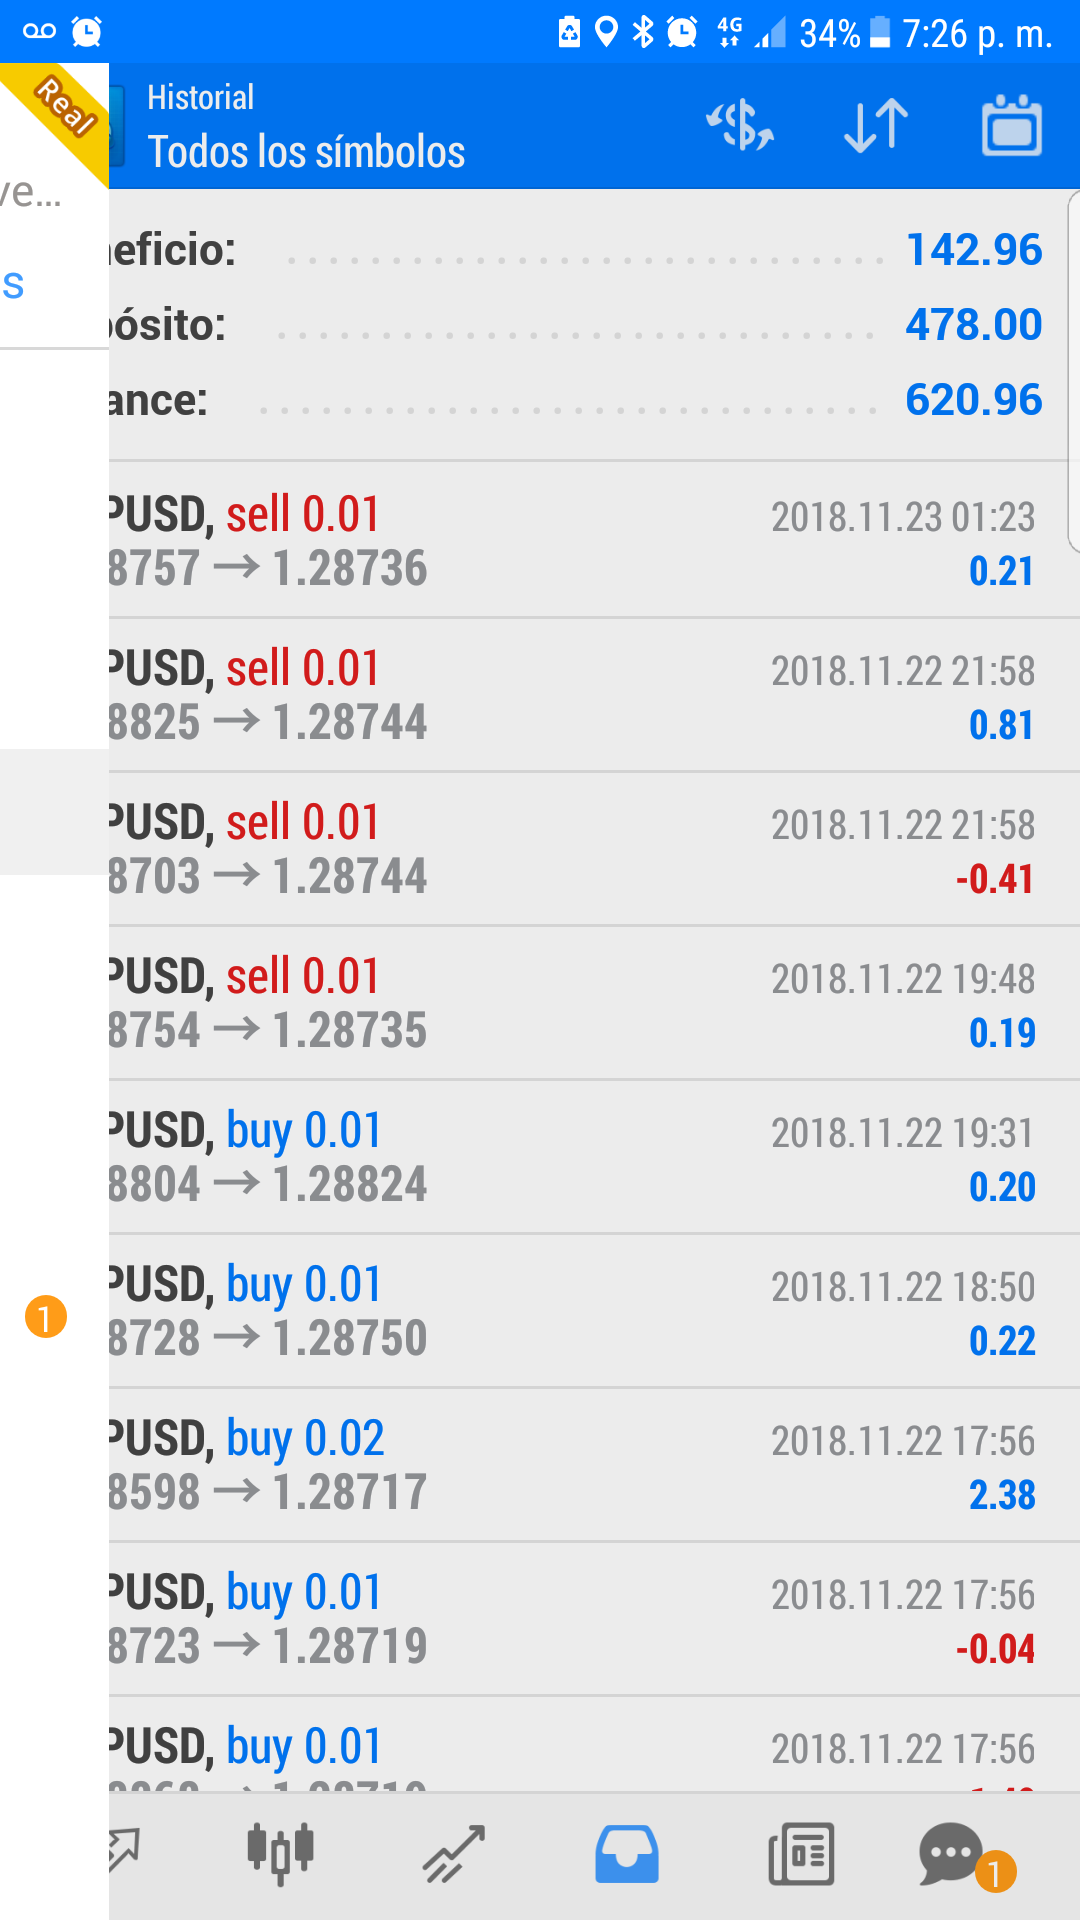 4G 34% 7:26 p. m.
Real
Historial
Todos los símbolos
ve...
s
eficio: 142.96
pósito: 478.00
ance: 620.96
PUSD, sell 0.01 2018.11.23 01:23
8757 → 1.28736 0.21
PUSD, sell 0.01 2018.11.22 21:58
8825 → 1.28744 0.81
PUSD, sell 0.01 2018.11.22 21:58
8703 → 1.28744 -0.41
PUSD, sell 0.01 2018.11.22 19:48
8754 → 1.28735 0.19
PUSD, buy 0.01 2018.11.22 19:31
8804 → 1.28824 0.20
PUSD, buy 0.01 2018.11.22 18:50
8728 → 1.28750 0.22
1
PUSD, buy 0.02 2018.11.22 17:56
8598 → 1.28717 2.38
PUSD, buy 0.01 2018.11.22 17:56
8723 → 1.28719 -0.04
PUSD, buy 0.01 2018.11.22 17:56
1